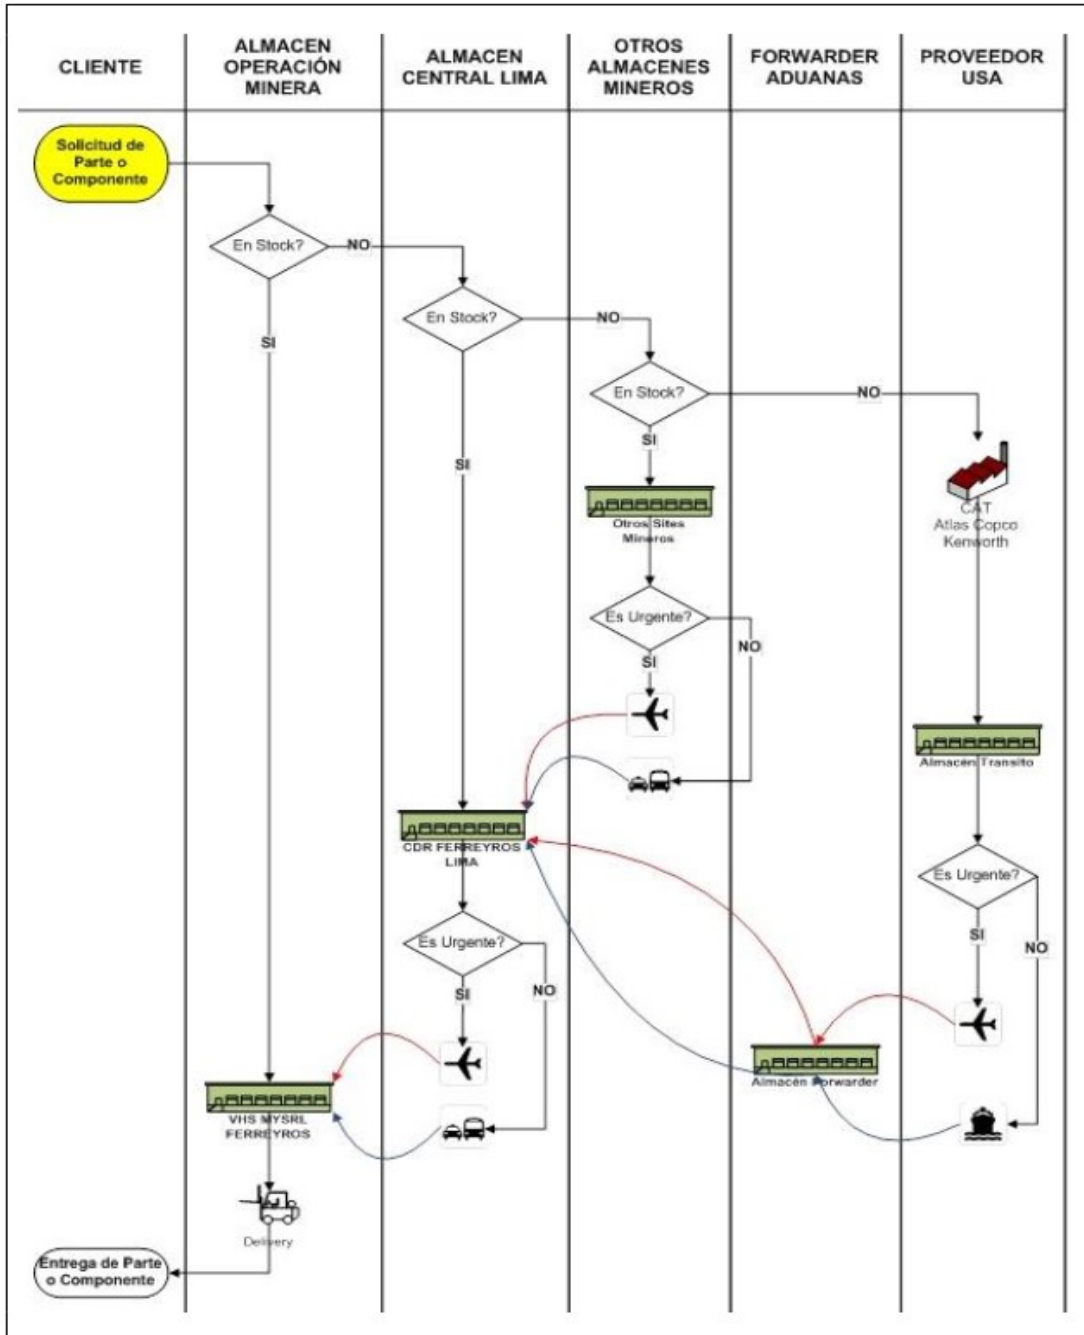 CLIENTE
ALMACEN
OPERACIÓN
MINERA
ALMACEN
CENTRAL LIMA
OTROS
ALMACENES
MINEROS
FORWARDER
ADUANAS
PROVEEDOR
USA
Solicitud de
Parte o
Componente
En Stock?
NO
SI
En Stock?
NO
SI
En Stock?
NO
SI
Otros Sites
Mineros
CAT
Atlas Copco
Kenworth
Es Urgente?
NO
SI
Almacén Transito
CDR FERREYROS
LIMA
Es Urgente?
SI
NO
Es Urgente?
SI
NO
Almacén Forwarder
VHS MYSRL
FERREYROS
Delivery
Entrega de Parte
o Componente